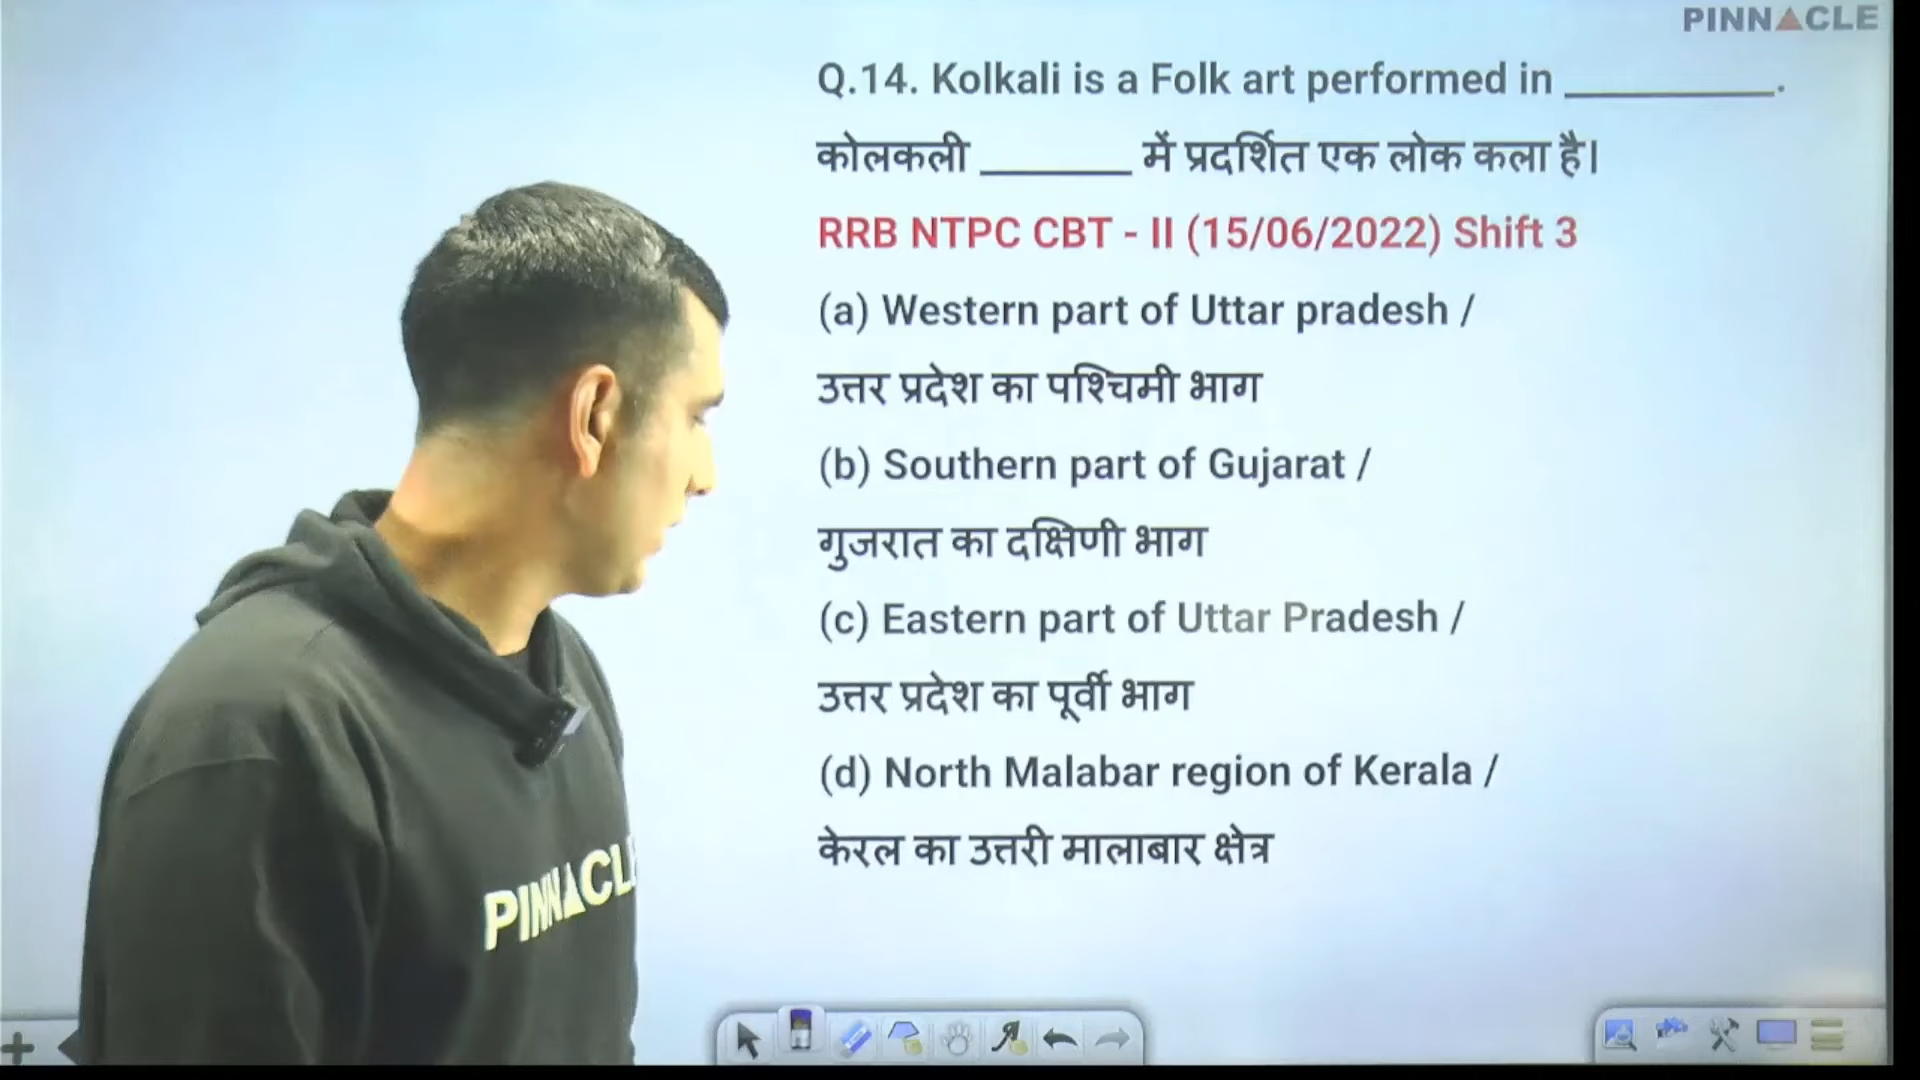 PINNACLE
Q.14. Kolkali is a Folk art performed in __________.
कोलकली _______ में प्रदर्शित एक लोक कला है।
RRB NTPC CBT - II (15/06/2022) Shift 3
(a) Western part of Uttar pradesh /
उत्तर प्रदेश का पश्चिमी भाग
(b) Southern part of Gujarat /
गुजरात का दक्षिणी भाग
(c) Eastern part of Uttar Pradesh /
उत्तर प्रदेश का पूर्वी भाग
(d) North Malabar region of Kerala /
केरल का उत्तरी मालाबार क्षेत्र
PINNACLE